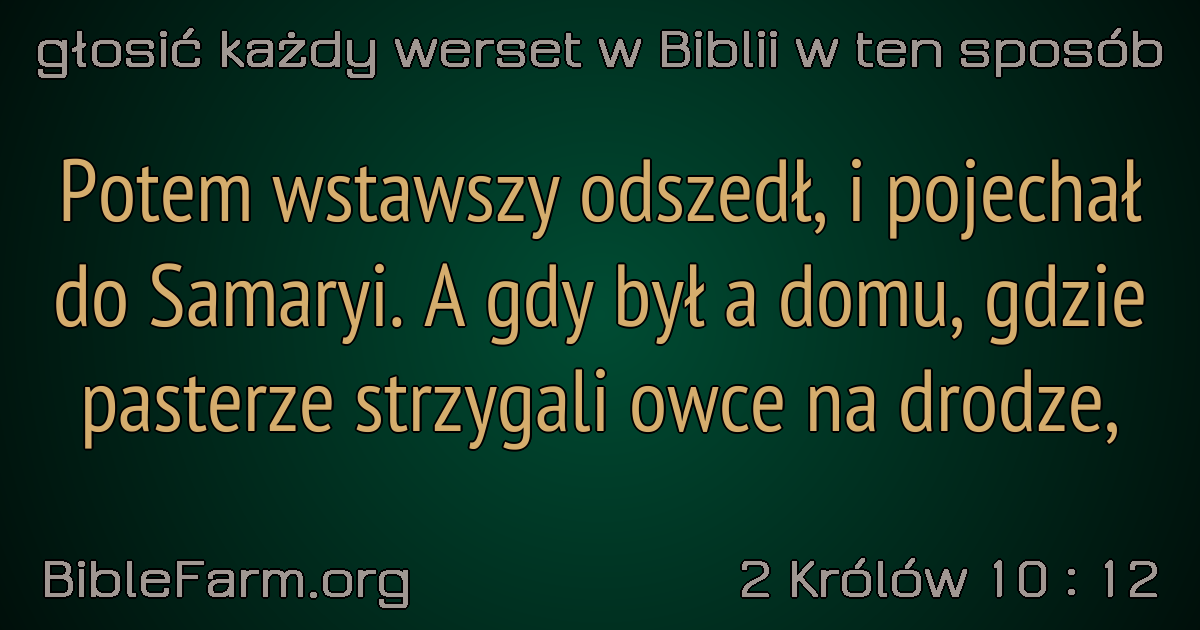 głosić każdy werset w Biblii w ten sposób
Potem wstawszy odszedł, i pojechał
do Samaryi. A gdy był a domu, gdzie
pasterze strzygali owce na drodze,
BibleFarm.org
2 Królów 10 : 12